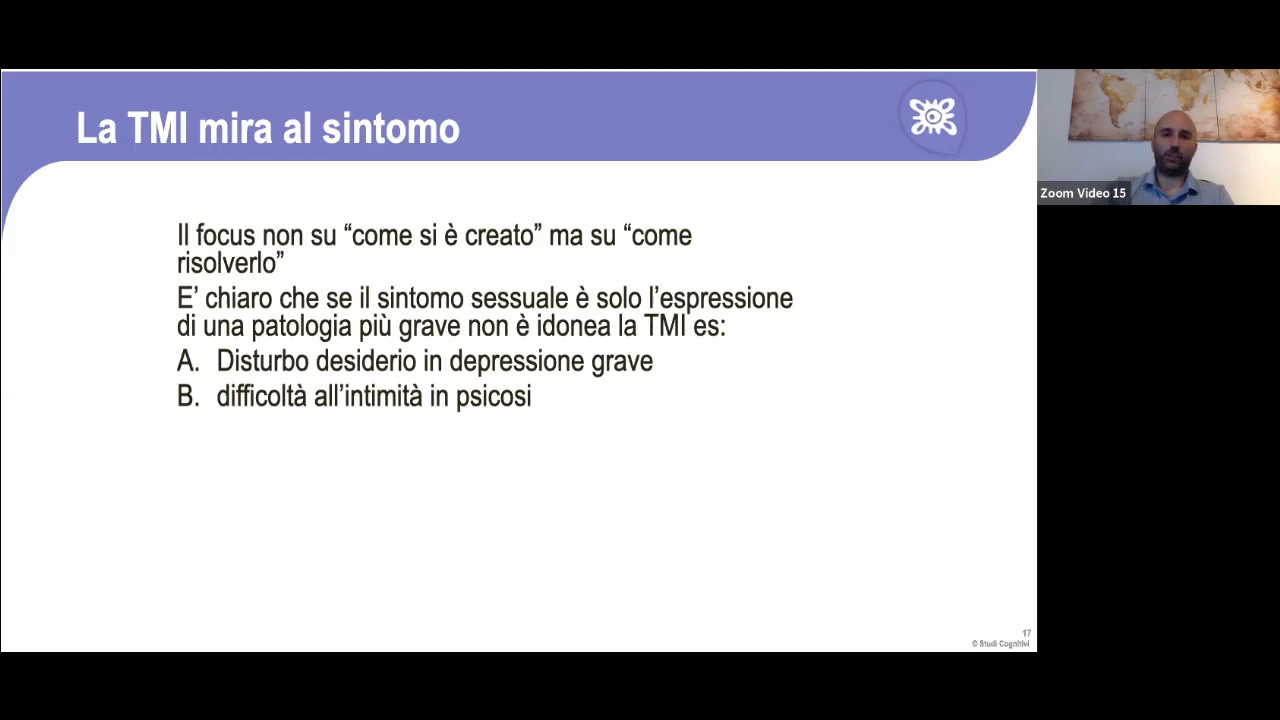 La TMI mira al sintomo
Il focus non su “come si è creato” ma su “come
risolverlo”
E’ chiaro che se il sintomo sessuale è solo l’espressione
di una patologia più grave non è idonea la TMI es:
A. Disturbo desiderio in depressione grave
B. difficoltà all’intimità in psicosi
17
© Studi Cognitivi
Zoom Video 15